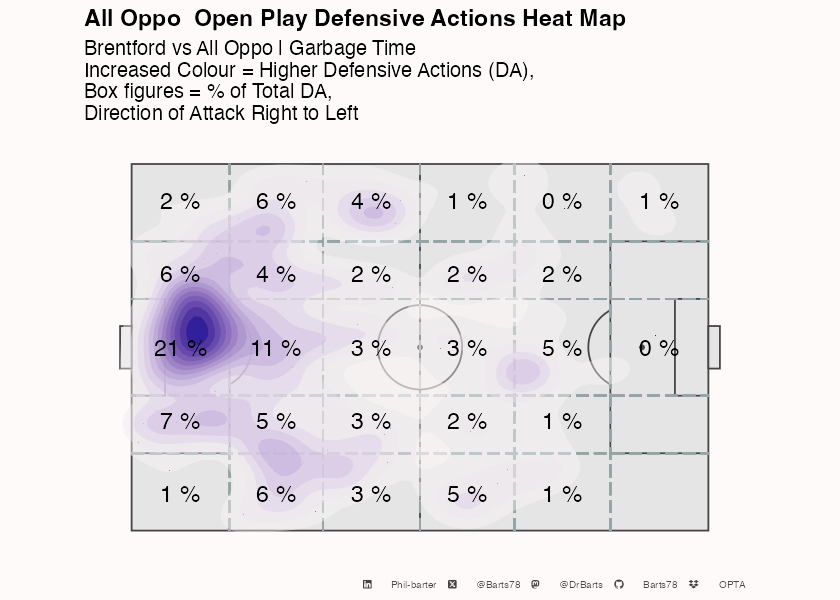 All Oppo  Open Play Defensive Actions Heat Map
Brentford vs All Oppo | Garbage Time
Increased Colour = Higher Defensive Actions (DA),
Box figures = % of Total DA,
Direction of Attack Right to Left
2 % 6 % 4 % 1 % 0 % 1 %
6 % 4 % 2 % 2 % 2 %
21 % 11 % 3 % 3 % 5 % 0 %
7 % 5 % 3 % 2 % 1 %
1 % 6 % 3 % 5 % 1 %
Phil-barter @Barts78 @DrBarts Barts78 OPTA